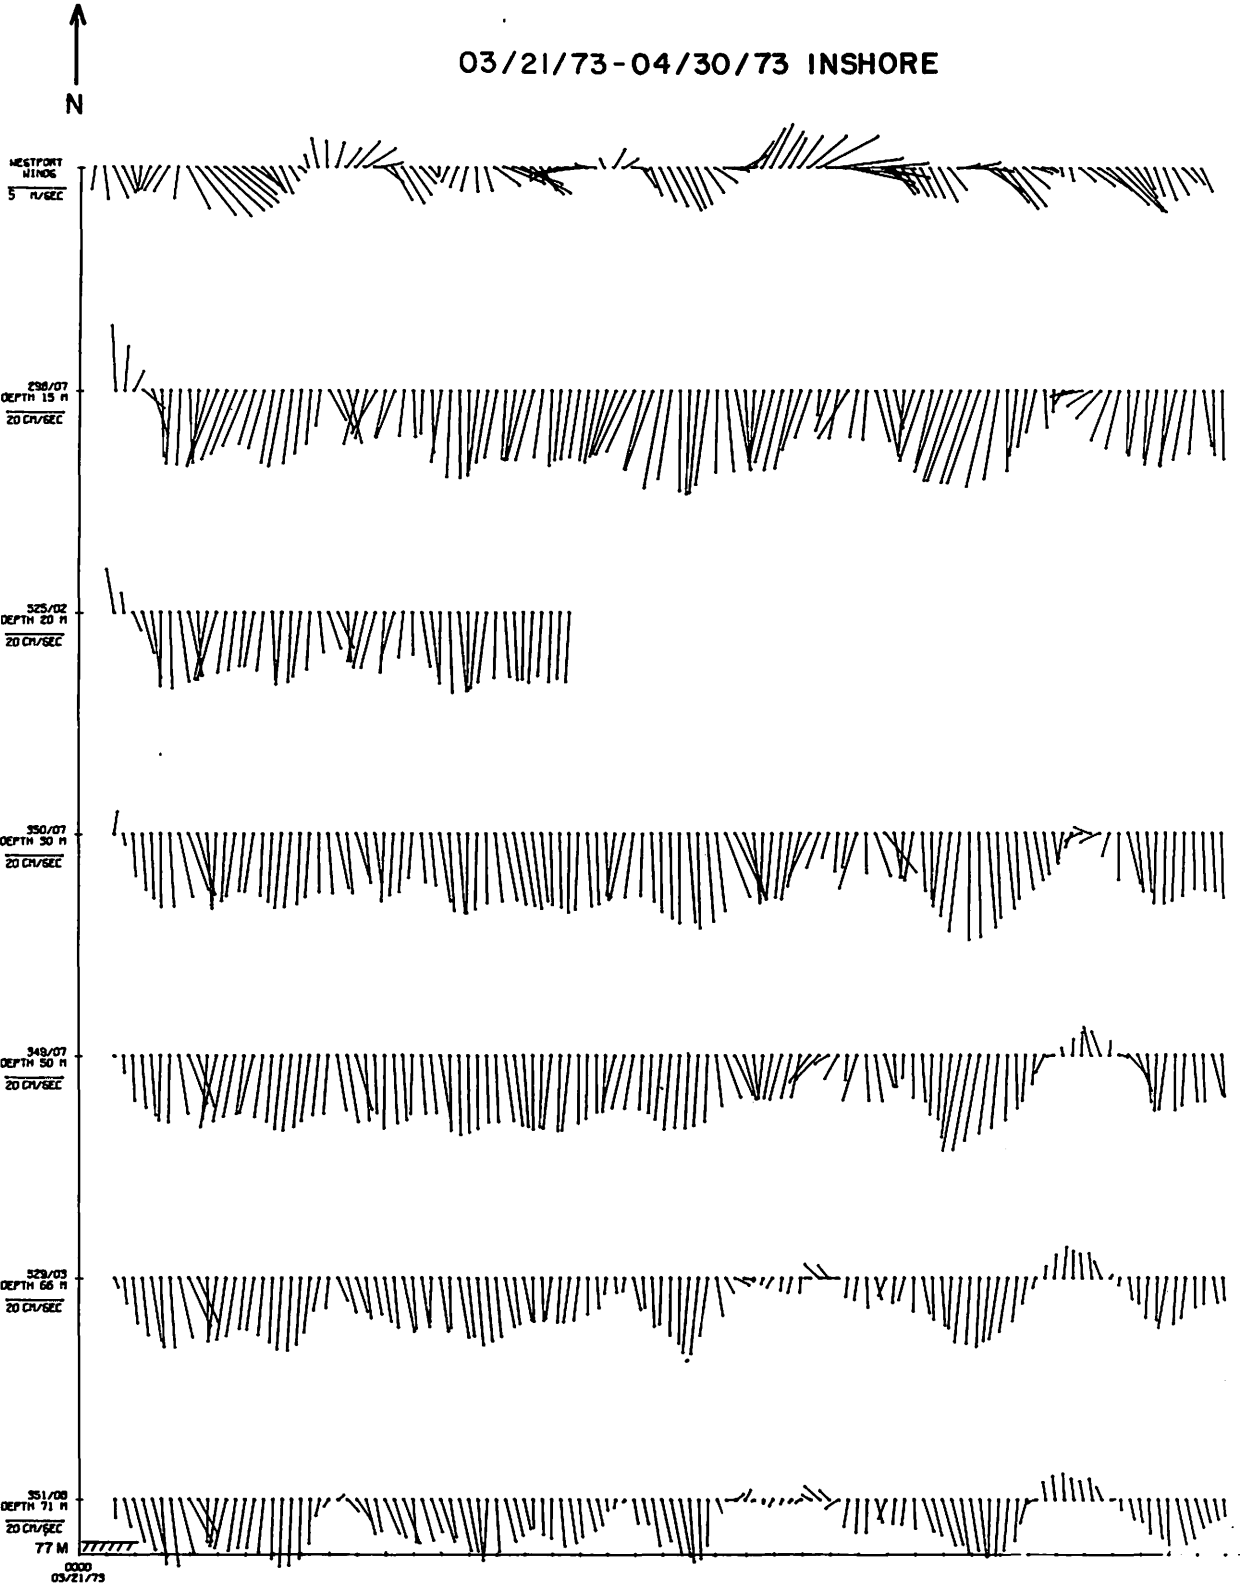 03/21/73-04/30/73 INSHORE
N
WESTPORT
WINDS
5 M/SEC
298/07
DEPTH 15 M
20 CM/SEC
525/02
DEPTH 20 M
20 CM/SEC
350/07
DEPTH 30 M
20 CM/SEC
349/07
DEPTH 50 M
20 CM/SEC
529/03
DEPTH 66 M
20 CM/SEC
351/08
DEPTH 71 M
20 CM/SEC
77 M
0000
03/21/73